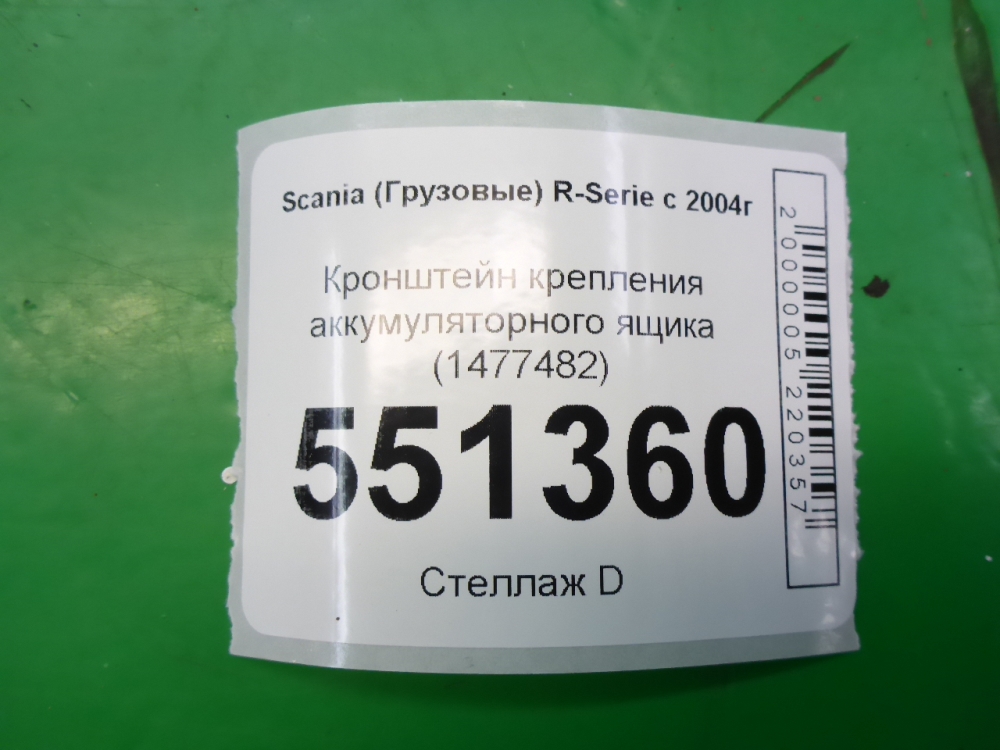 Scania (Грузовые) R-Serie с 2004г
Кронштейн крепления
аккумуляторного ящика
(1477482)
551360
Стеллаж D
2000005220357